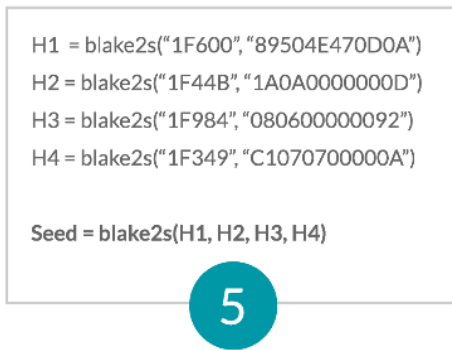 H1 = blake2s(“1F600”, “89504E470D0A”)
H2 = blake2s(“1F44B”, “1A0A0000000D”)
H3 = blake2s(“1F984”, “080600000092”)
H4 = blake2s(“1F349”, “C1070700000A”)
Seed = blake2s(H1, H2, H3, H4)
5